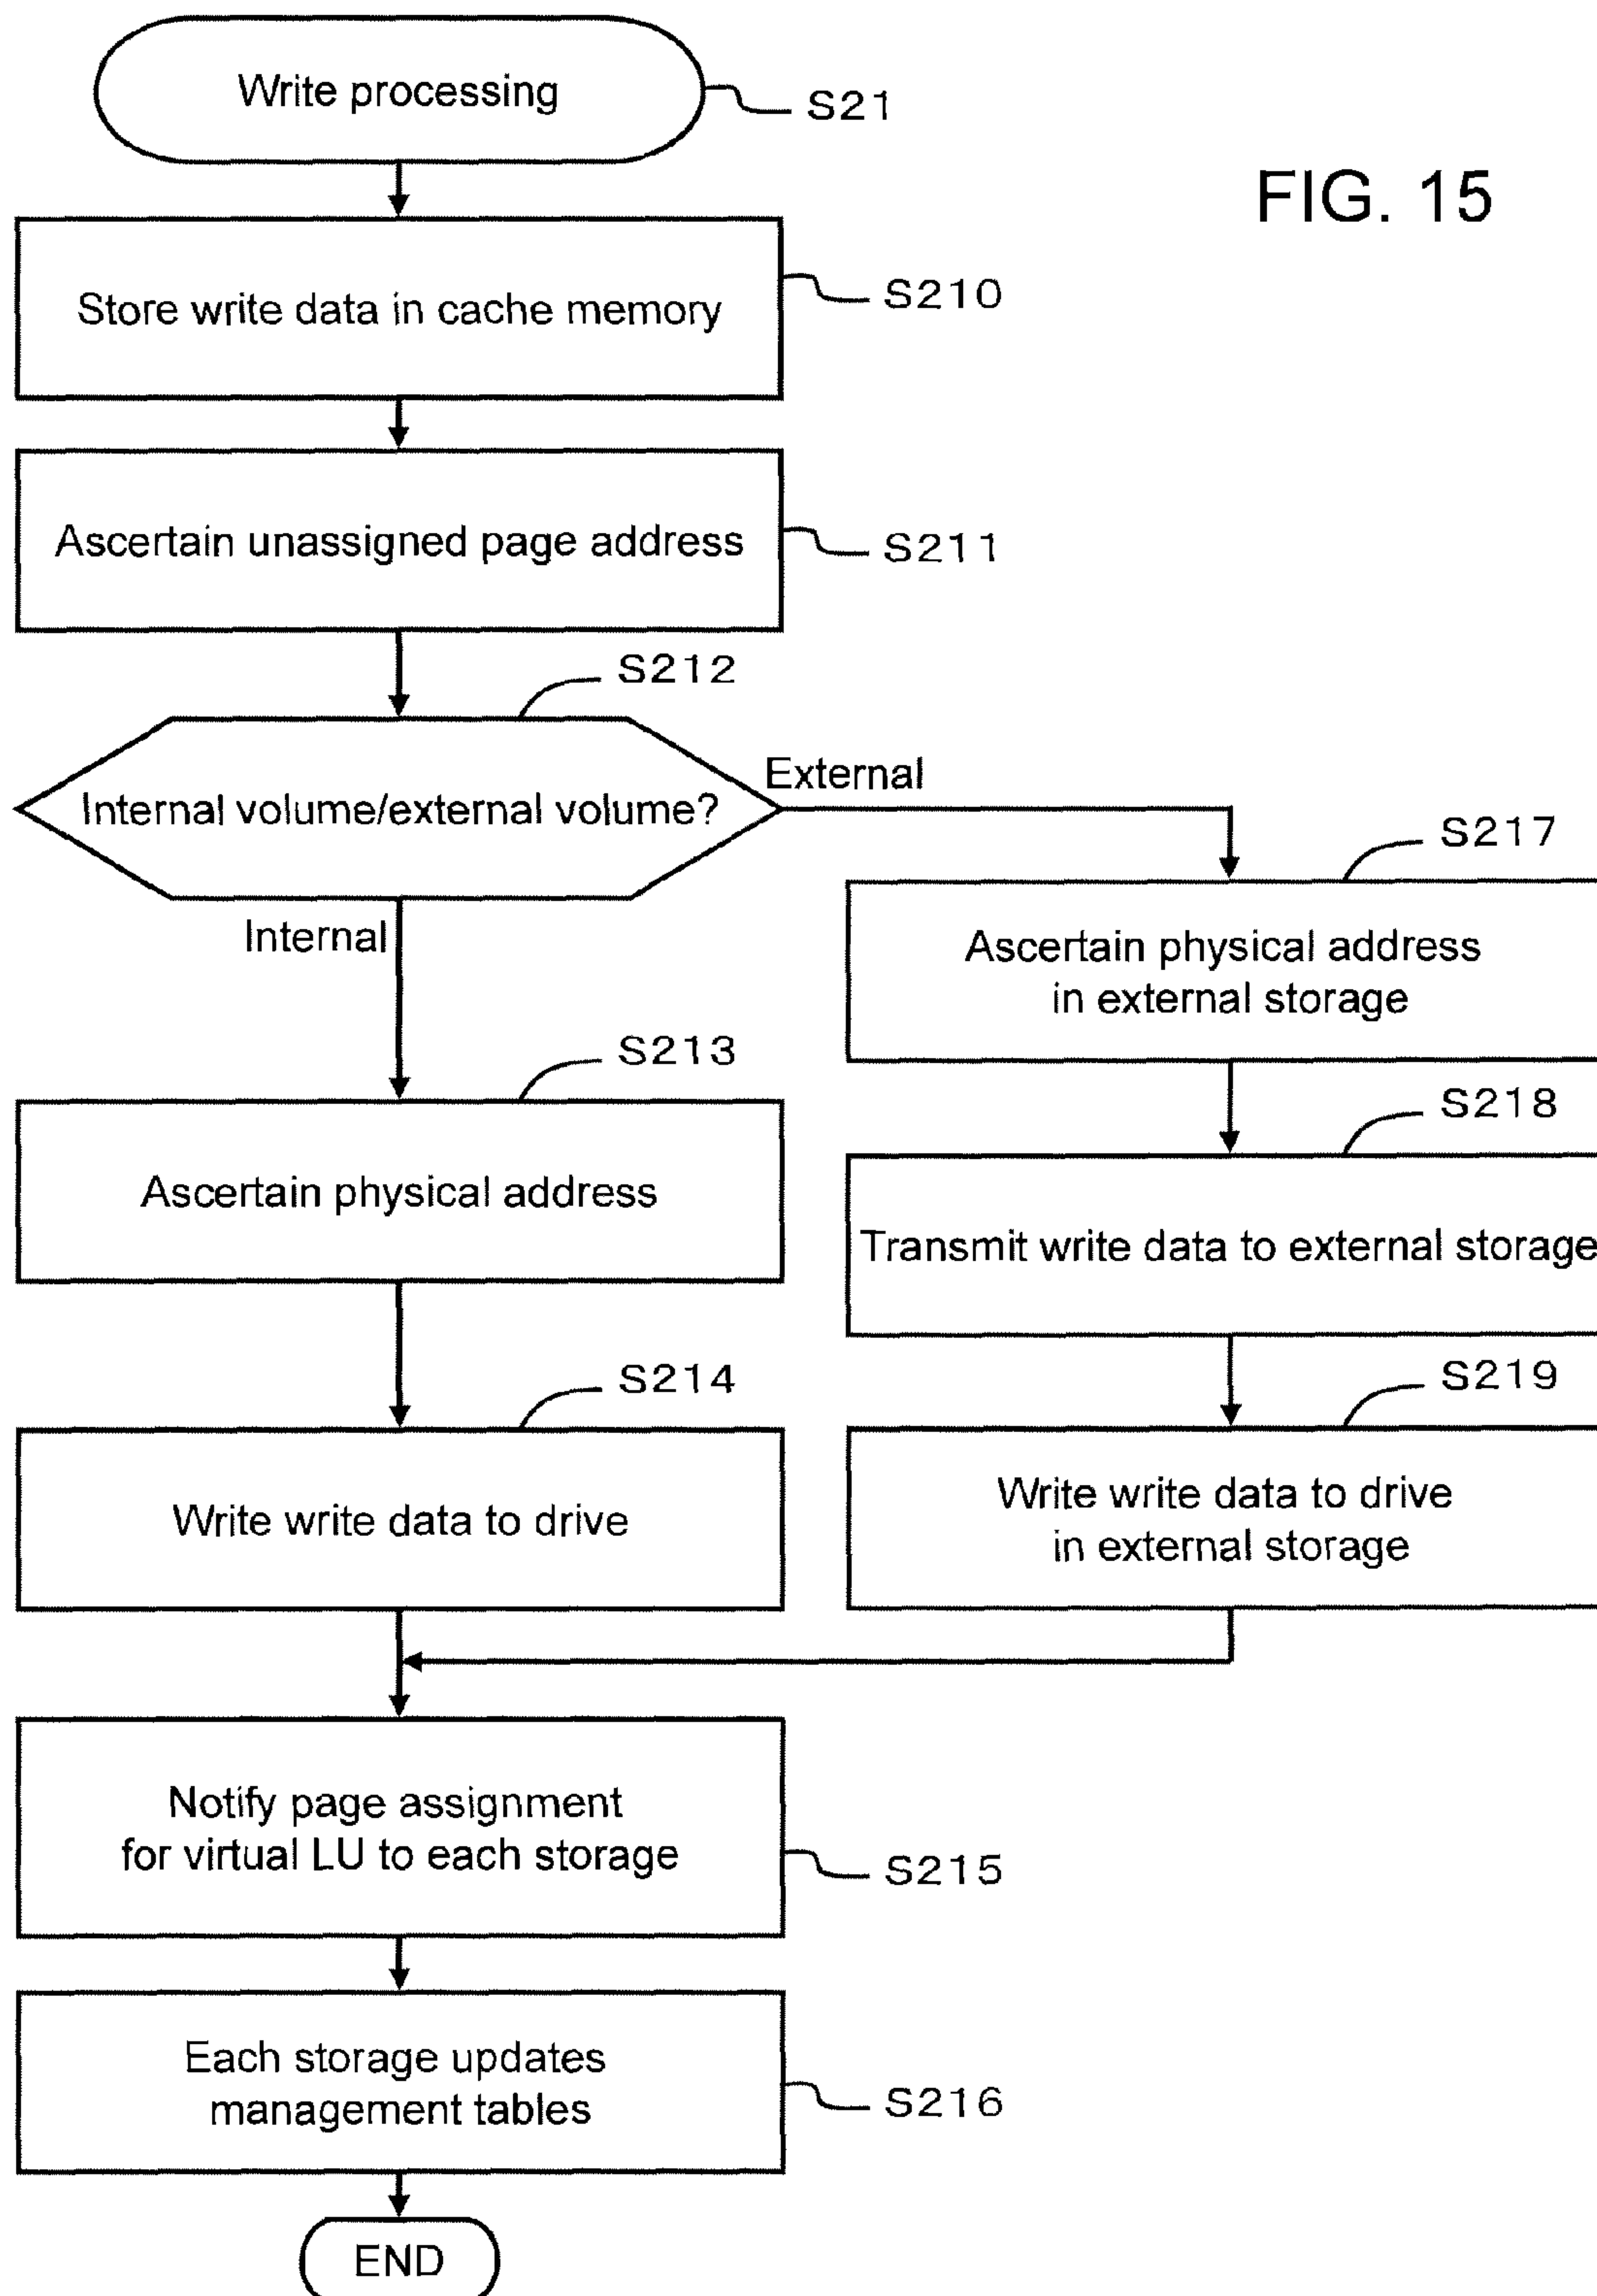 Write processing
S21
FIG. 15
Store write data in cache memory
S210
Ascertain unassigned page address
S211
S212
Internal volume/external volume?
External
Internal
S217
Ascertain physical address
in external storage
S213
Ascertain physical address
S218
Transmit write data to external storage
S214
Write write data to drive
S219
Write write data to drive
in external storage
Notify page assignment
for virtual LU to each storage
S215
Each storage updates
management tables
S216
END